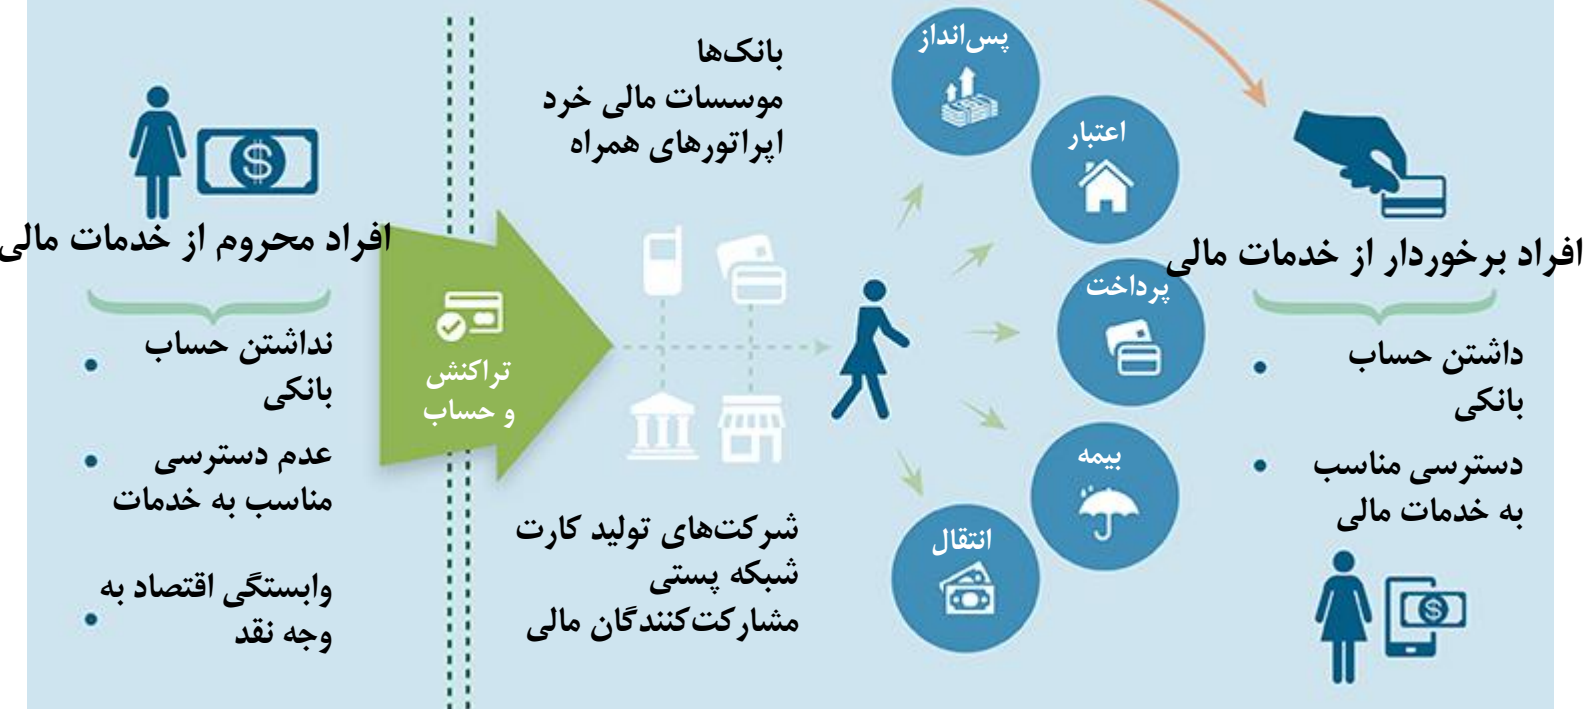 افراد محروم از خدمات مالی
نداشتن حساب
بانکی
عدم دسترسی
مناسب به خدمات
وابستگی اقتصاد به
وجه نقد
تراکنش
و حساب
بانک‌ها
موسسات مالی خرد
اپراتورهای همراه
شرکت‌های تولید کارت
شبکه پستی
مشارکت‌کنندگان مالی
پس‌انداز
اعتبار
پرداخت
بیمه
انتقال
افراد برخوردار از خدمات مالی
داشتن حساب
بانکی
دسترسی مناسب
به خدمات مالی